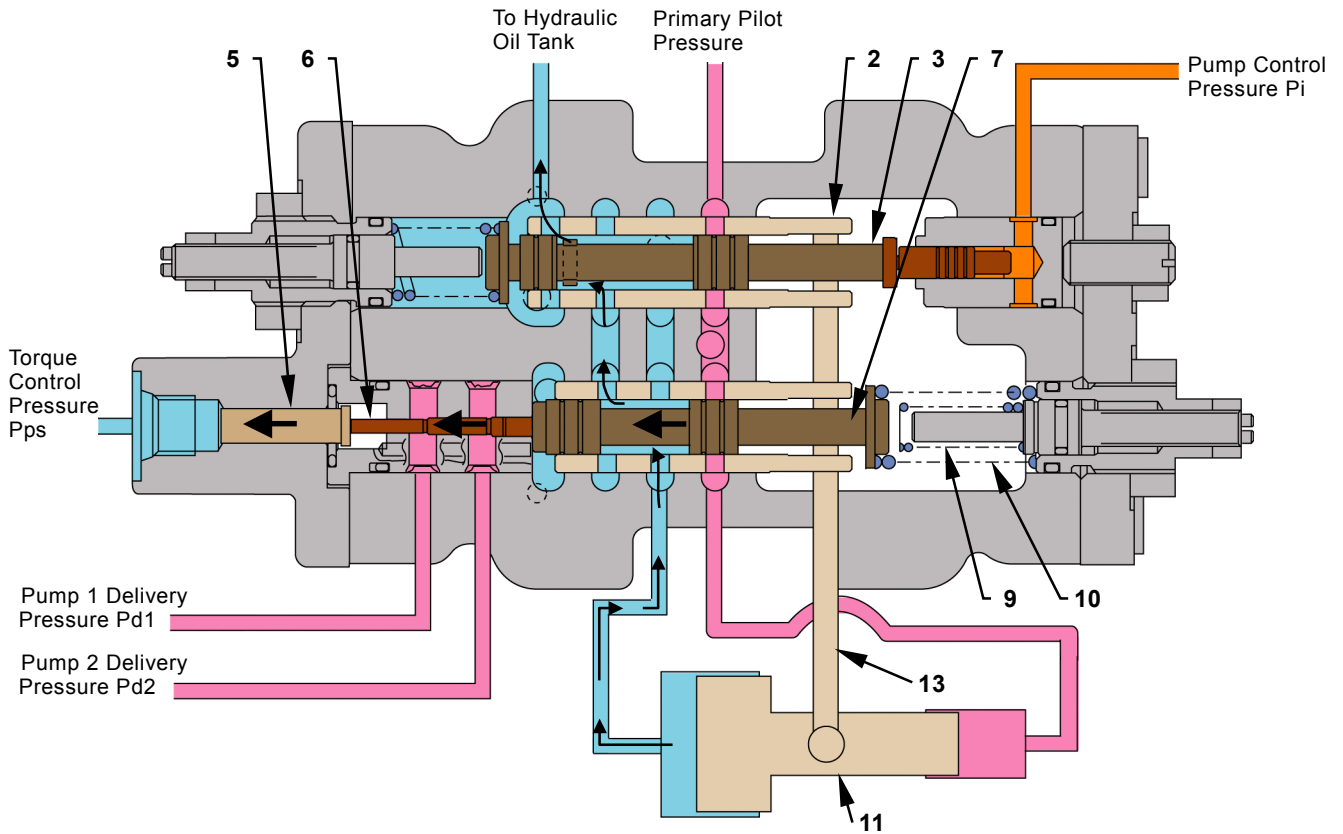 To Hydraulic
Oil Tank
Primary Pilot
Pressure
5
6
2
3
7
Pump Control
Pressure Pi
Torque
Control
Pressure
Pps
Pump 1 Delivery
Pressure Pd1
Pump 2 Delivery
Pressure Pd2
9
10
13
11